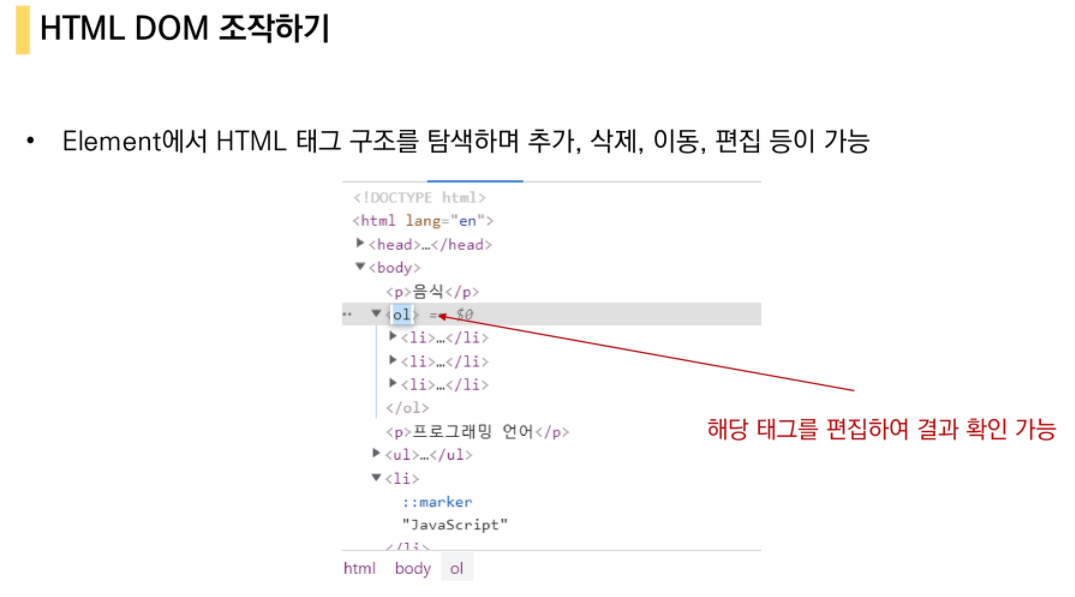 HTML DOM 조작하기
• Element에서 HTML 태그 구조를 탐색하며 추가, 삭제, 이동, 편집 등이 가능
<!DOCTYPE html>
<html lang="en">
▶<head>…</head>
▼<body>
<p>음식</p>
▼<ol> == $0
▶<li>…</li>
▶<li>…</li>
▶<li>…</li>
</ol>
해당 태그를 편집하여 결과 확인 가능
<p>프로그래밍 언어</p>
▶<ul>…</ul>
▼<li>
::marker
"JavaScript"
</li>
html body ol